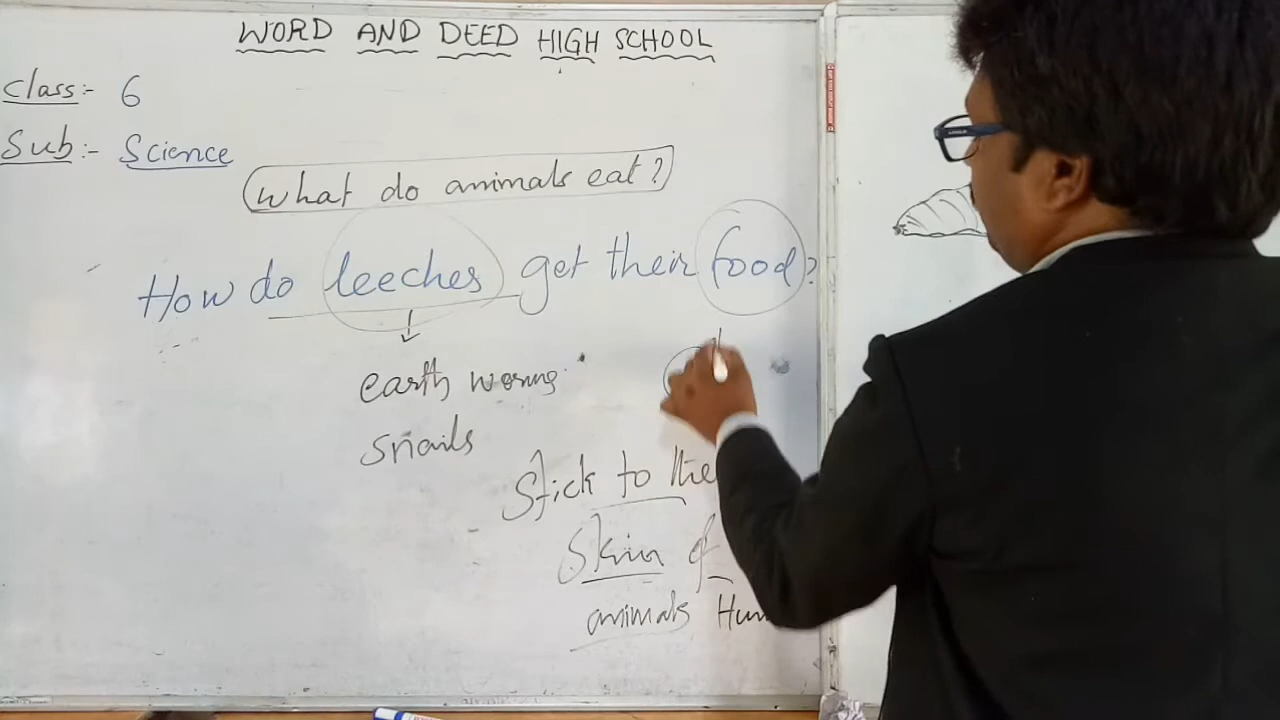 WORD AND DEED HIGH SCHOOL
Class:- 6
Sub:- Science
What do animals eat?
How do leeches get their food?
earth worms
snails
Stick to the
Skin of
animals Hum